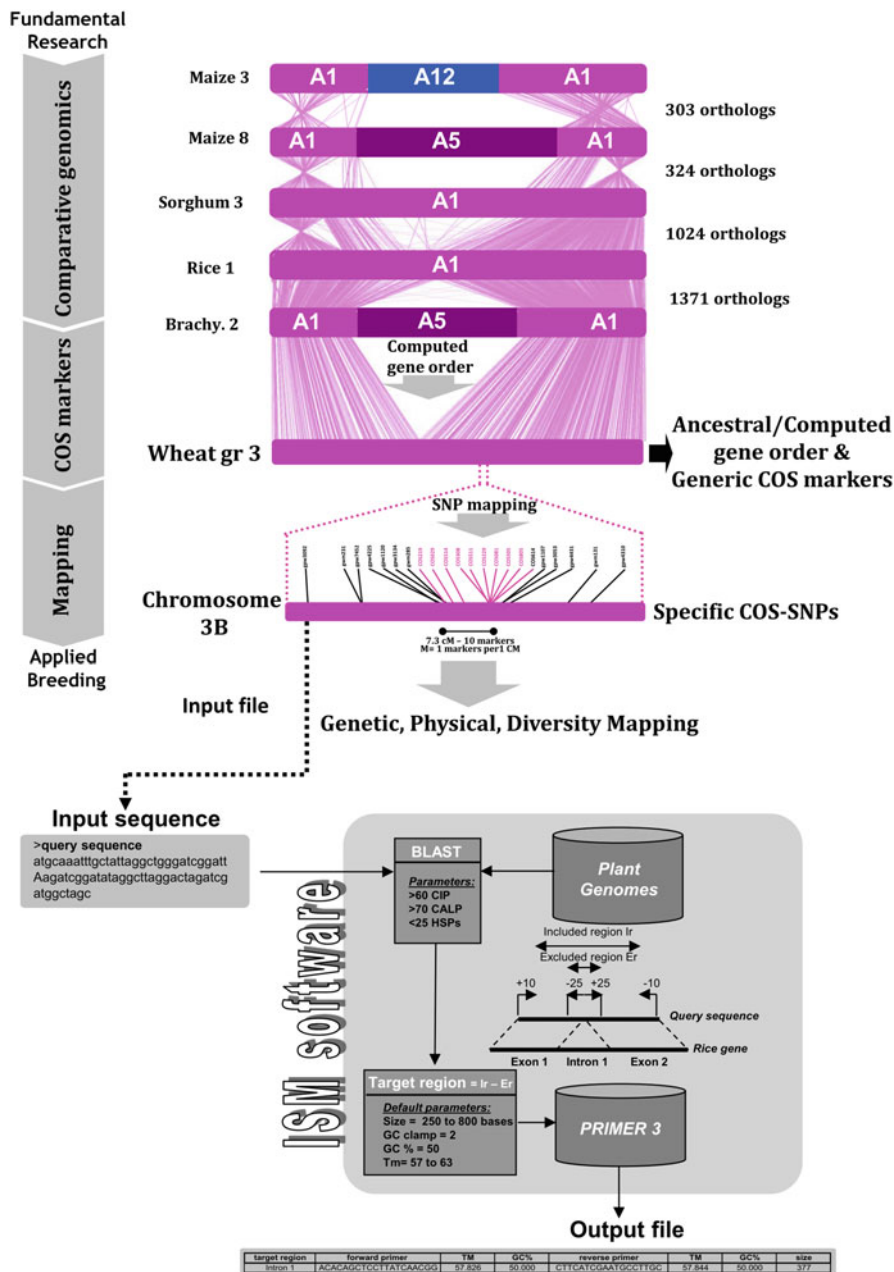 Fundamental
Research
Comparative genomics
COS markers
Mapping
Applied
Breeding
Maize 3
A1 A12 A1
303 orthologs
Maize 8
A1 A5 A1
324 orthologs
Sorghum 3
A1
1024 orthologs
Rice 1
A1
1371 orthologs
Brachy. 2
A1 A5 A1
Computed
gene order
Wheat gr 3
Ancestral/Computed
gene order &
Generic COS markers
SNP mapping
Chromosome
3B
Specific COS-SNPs
7.3 cM – 10 markers
M= 1 markers per1 CM
Input file
Genetic, Physical, Diversity Mapping
Input sequence
>query sequence
atgcaaatttgctattaggctgggatcggatt
Aagatcggatataggcttaggactagatcg
atggctagc
ISM software
BLAST
Parameters:
>60 CIP
>70 CALP
<25 HSPs
Plant
Genomes
Included region Ir
Excluded region Er
+10 -25 +25 -10
Query sequence
Rice gene
Exon 1 Intron 1 Exon 2
Target region = Ir – Er
Default parameters:
Size = 250 to 800 bases
GC clamp = 2
GC % = 50
Tm= 57 to 63
PRIMER 3
Output file
target region forward primer TM GC% reverse primer TM GC% size
Intron 1 ACACAGCTCCTTATCAACGG 57.826 50.000 CTTCATCGAATGCCTTGC 57.844 50.000 377